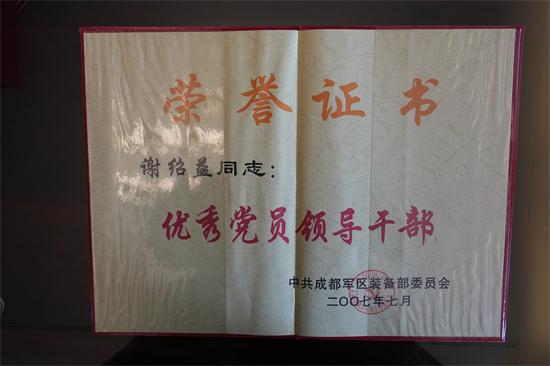 荣誉证书
谢绍益同志：
优秀党员领导干部
中共成都军区装备部委员会
二〇〇七年七月